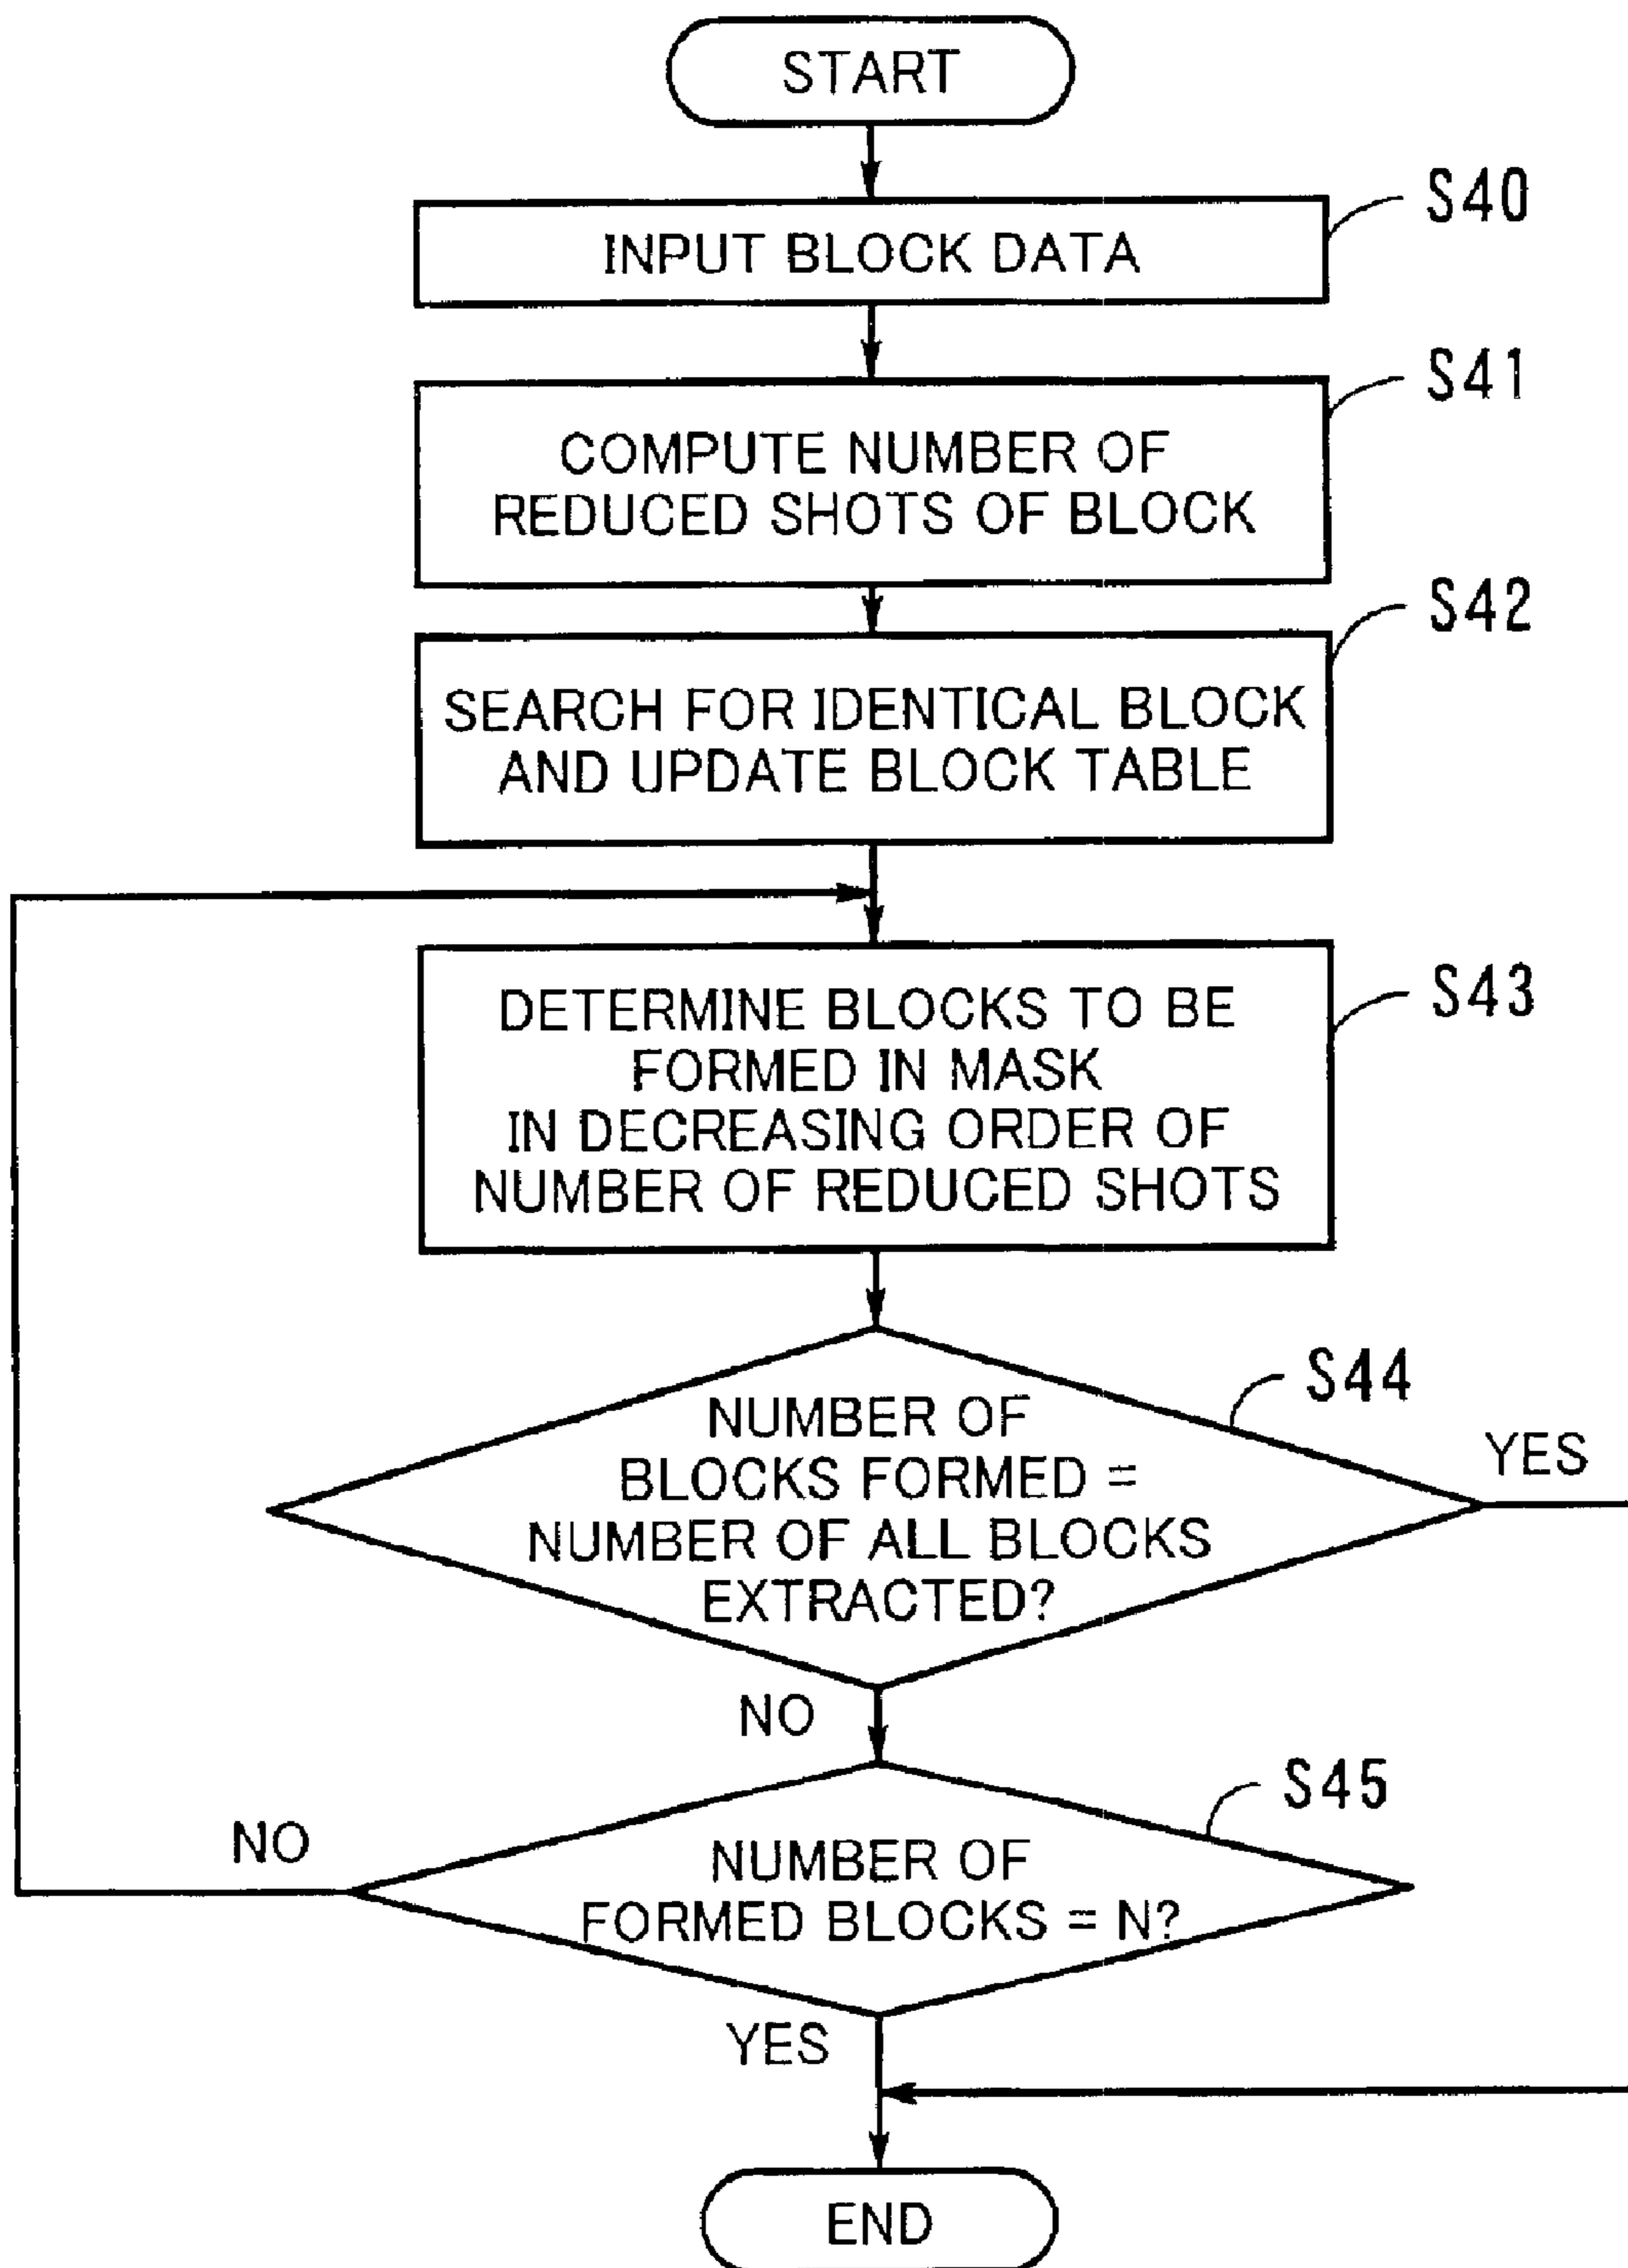 START
S40
INPUT BLOCK DATA
S41
COMPUTE NUMBER OF
REDUCED SHOTS OF BLOCK
S42
SEARCH FOR IDENTICAL BLOCK
AND UPDATE BLOCK TABLE
S43
DETERMINE BLOCKS TO BE
FORMED IN MASK
IN DECREASING ORDER OF
NUMBER OF REDUCED SHOTS
S44
NUMBER OF
BLOCKS FORMED =
NUMBER OF ALL BLOCKS
EXTRACTED?
YES
NO
S45
NUMBER OF
FORMED BLOCKS = N?
NO
YES
END